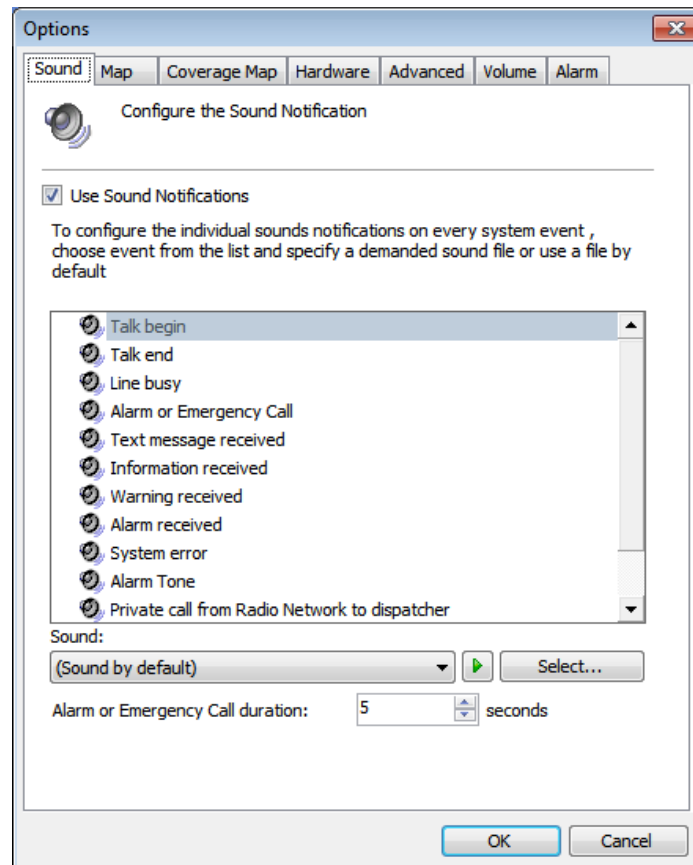 Options
Sound Map Coverage Map Hardware Advanced Volume Alarm
Configure the Sound Notification
Use Sound Notifications
To configure the individual sounds notifications on every system event ,
choose event from the list and specify a demanded sound file or use a file by
default
Talk begin
Talk end
Line busy
Alarm or Emergency Call
Text message received
Information received
Warning received
Alarm received
System error
Alarm Tone
Private call from Radio Network to dispatcher
Sound:
(Sound by default) Select...
Alarm or Emergency Call duration: 5 seconds
OK Cancel